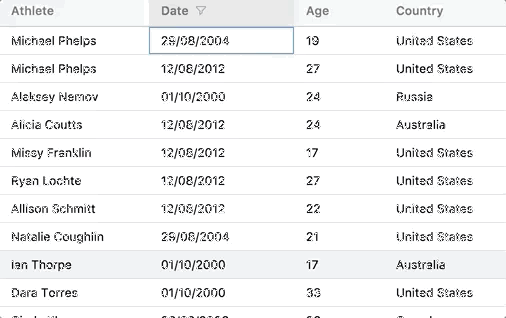 Athlete Date Age Country
Michael Phelps 29/08/2004 19 United States
Michael Phelps 12/08/2012 27 United States
Aleksey Nemov 01/10/2000 24 Russia
Alicia Coutts 12/08/2012 24 Australia
Missy Franklin 12/08/2012 17 United States
Ryan Lochte 12/08/2012 27 United States
Allison Schmitt 12/08/2012 22 United States
Natalie Coughlin 29/08/2004 21 United States
Ian Thorpe 01/10/2000 17 Australia
Dara Torres 01/10/2000 33 United States